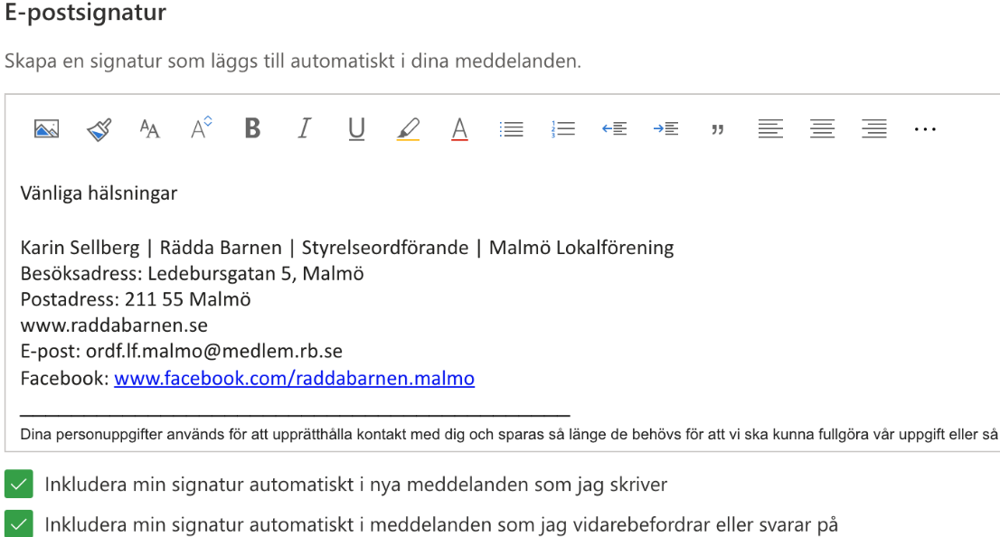 E-postsignatur
Skapa en signatur som läggs till automatiskt i dina meddelanden.
Vänliga hälsningar
Karin Sellberg | Rädda Barnen | Styrelseordförande | Malmö Lokalförening
Besöksadress: Ledebursgatan 5, Malmö
Postadress: 211 55 Malmö
www.raddabarnen.se
E-post: ordf.lf.malmo@medlem.rb.se
Facebook: www.facebook.com/raddabarnen.malmo
Dina personuppgifter används för att upprätthålla kontakt med dig och sparas så länge de behövs för att vi ska kunna fullgöra vår uppgift eller så
Inkludera min signatur automatiskt i nya meddelanden som jag skriver
Inkludera min signatur automatiskt i meddelanden som jag vidarebefordrar eller svarar på